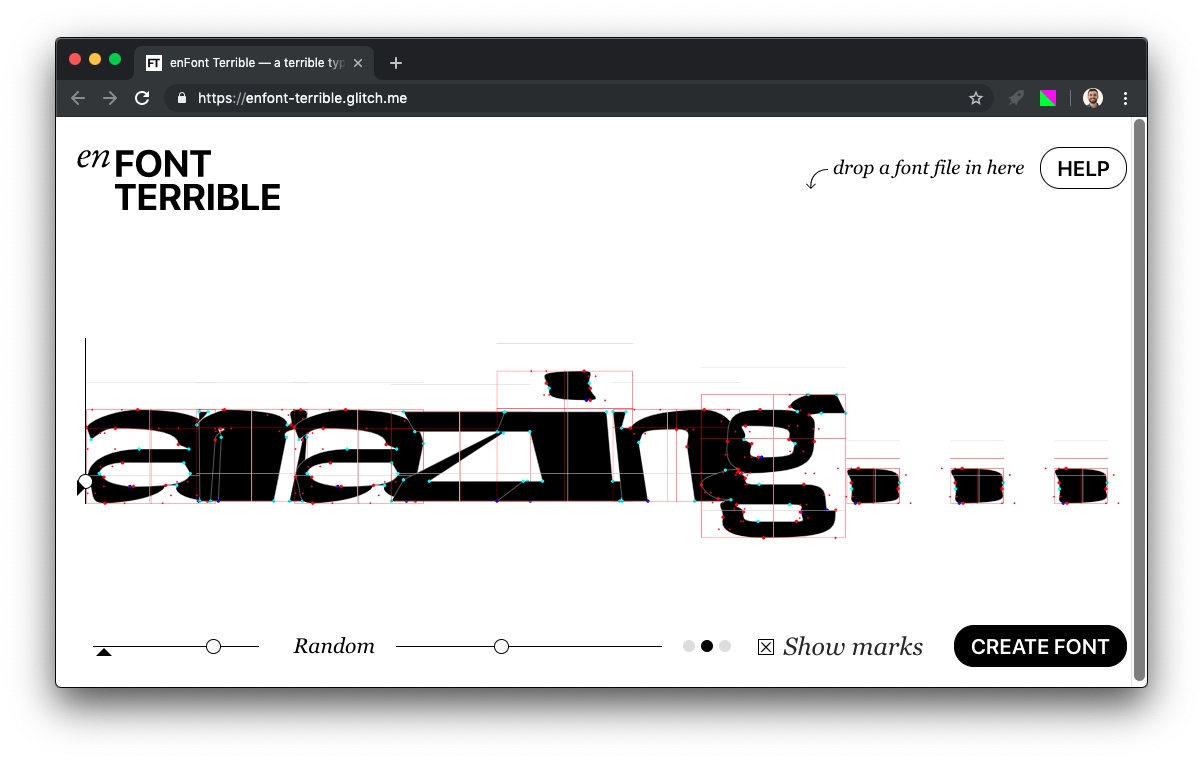 FT enFont Terrible — a terrible typ
https://enfont-terrible.glitch.me
en FONT
TERRIBLE
drop a font file in here
HELP
amazing...
Random
Show marks
CREATE FONT